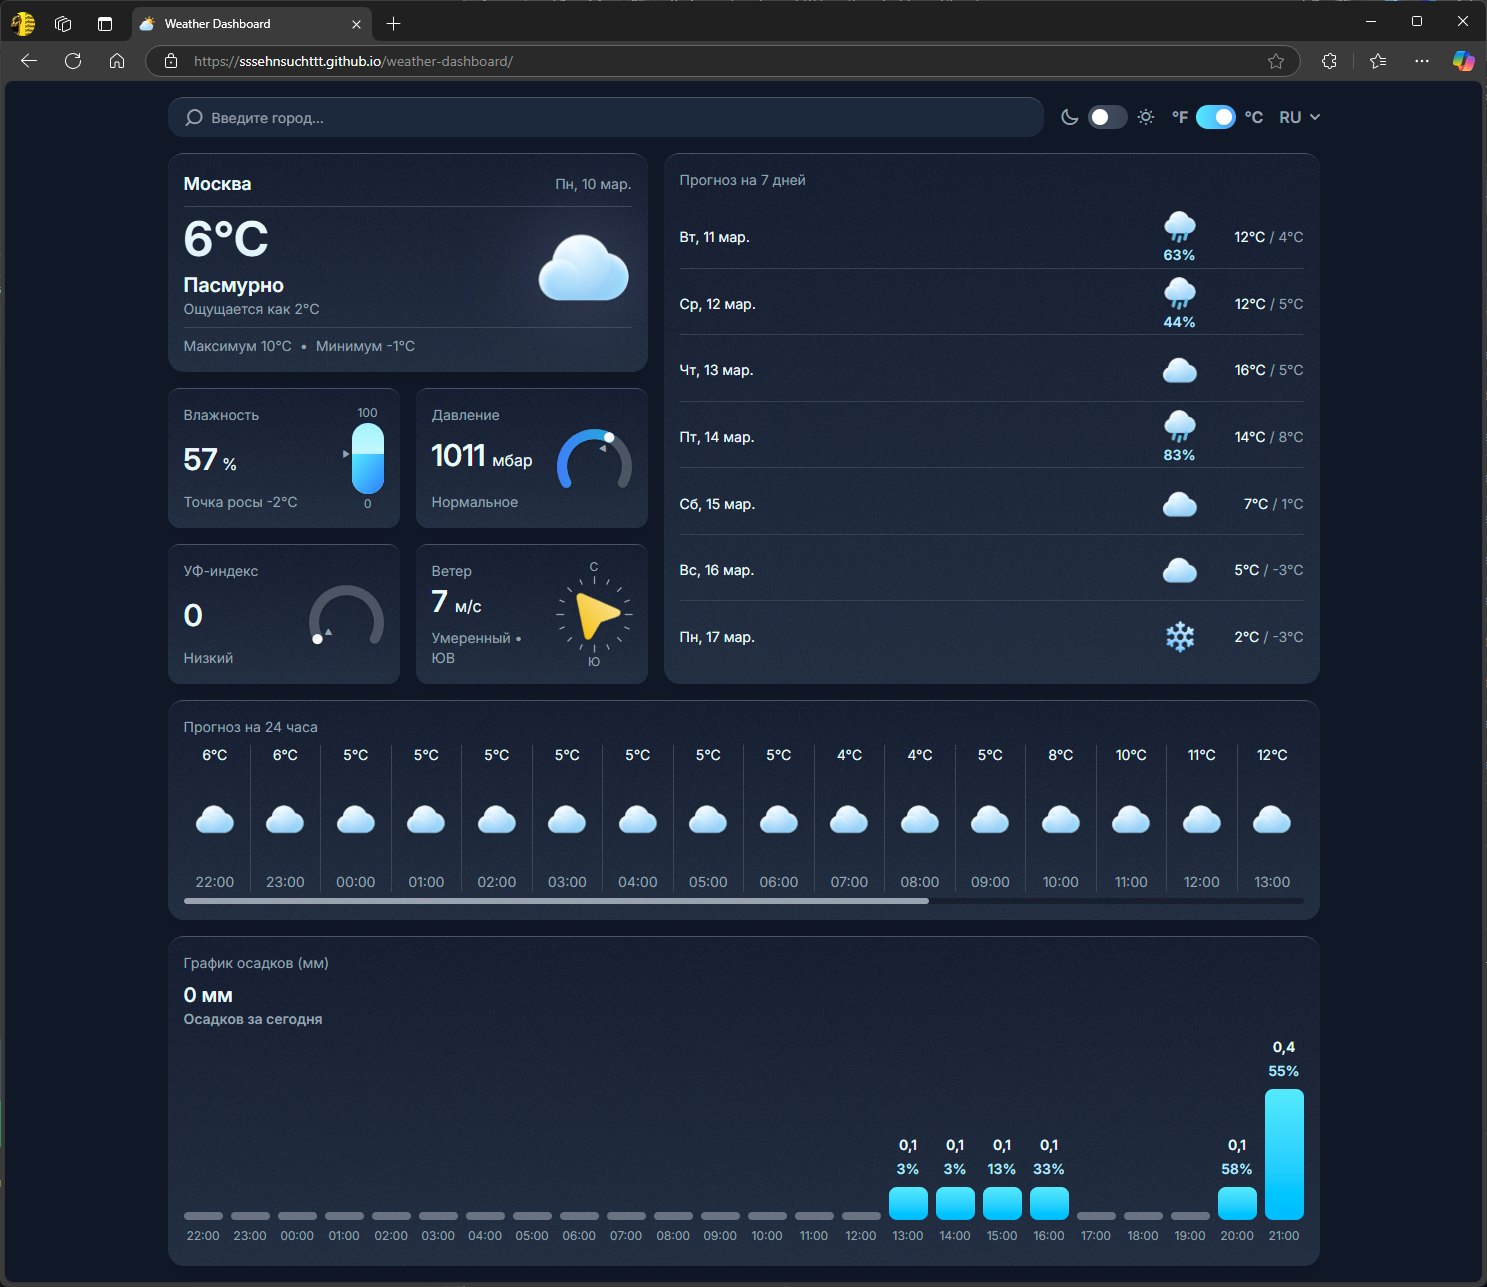 Weather Dashboard
https://sssehnsuchttt.github.io/weather-dashboard/
Введите город...
°F
°C
RU
Москва
Пн, 10 мар.
6°C
Пасмурно
Ощущается как 2°C
Максимум 10°C • Минимум -1°C
Влажность
100
57 %
Точка росы -2°C
0
Давление
1011 мбар
Нормальное
УФ-индекс
0
Низкий
Ветер
С
7 м/с
Умеренный •
ЮВ
Ю
Прогноз на 7 дней
Вт, 11 мар.
63%
12°C / 4°C
Ср, 12 мар.
44%
12°C / 5°C
Чт, 13 мар.
16°C / 5°C
Пт, 14 мар.
83%
14°C / 8°C
Сб, 15 мар.
7°C / 1°C
Вс, 16 мар.
5°C / -3°C
Пн, 17 мар.
2°C / -3°C
Прогноз на 24 часа
6°C 6°C 5°C 5°C 5°C 5°C 5°C 5°C 5°C 4°C 4°C 5°C 8°C 10°C 11°C 12°C
22:00 23:00 00:00 01:00 02:00 03:00 04:00 05:00 06:00 07:00 08:00 09:00 10:00 11:00 12:00 13:00
График осадков (мм)
0 мм
Осадков за сегодня
0,4
55%
0,1 0,1 0,1 0,1 0,1
3% 3% 13% 33% 58%
22:00 23:00 00:00 01:00 02:00 03:00 04:00 05:00 06:00 07:00 08:00 09:00 10:00 11:00 12:00 13:00 14:00 15:00 16:00 17:00 18:00 19:00 20:00 21:00